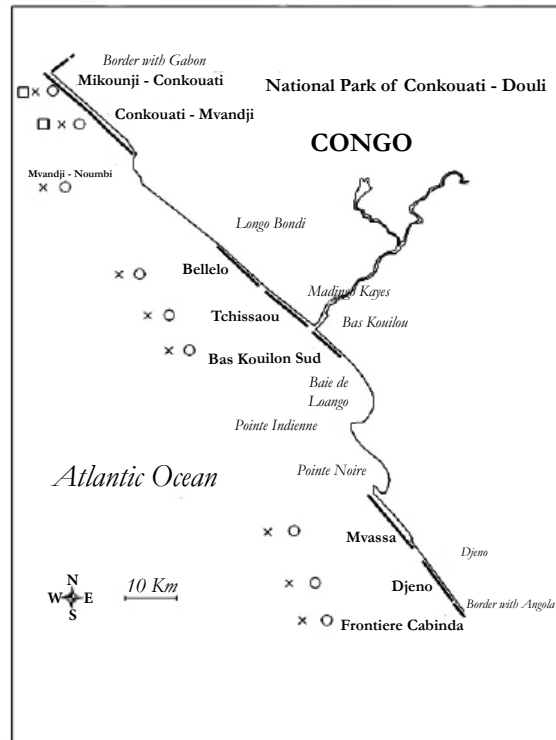 Border with Gabon
Mikounji - Conkouati
National Park of Conkouati - Douli
Conkouati - Mvandji
CONGO
Mvandji - Noumbi
Longo Bondi
Bellelo
Madingo Kayes
Tchissaou
Bas Kouilou
Bas Kouilon Sud
Baie de
Loango
Pointe Indienne
Atlantic Ocean
Pointe Noire
Mvassa
Djeno
Djeno
N
W E
S
10 Km
Border with Angola
Frontiere Cabinda